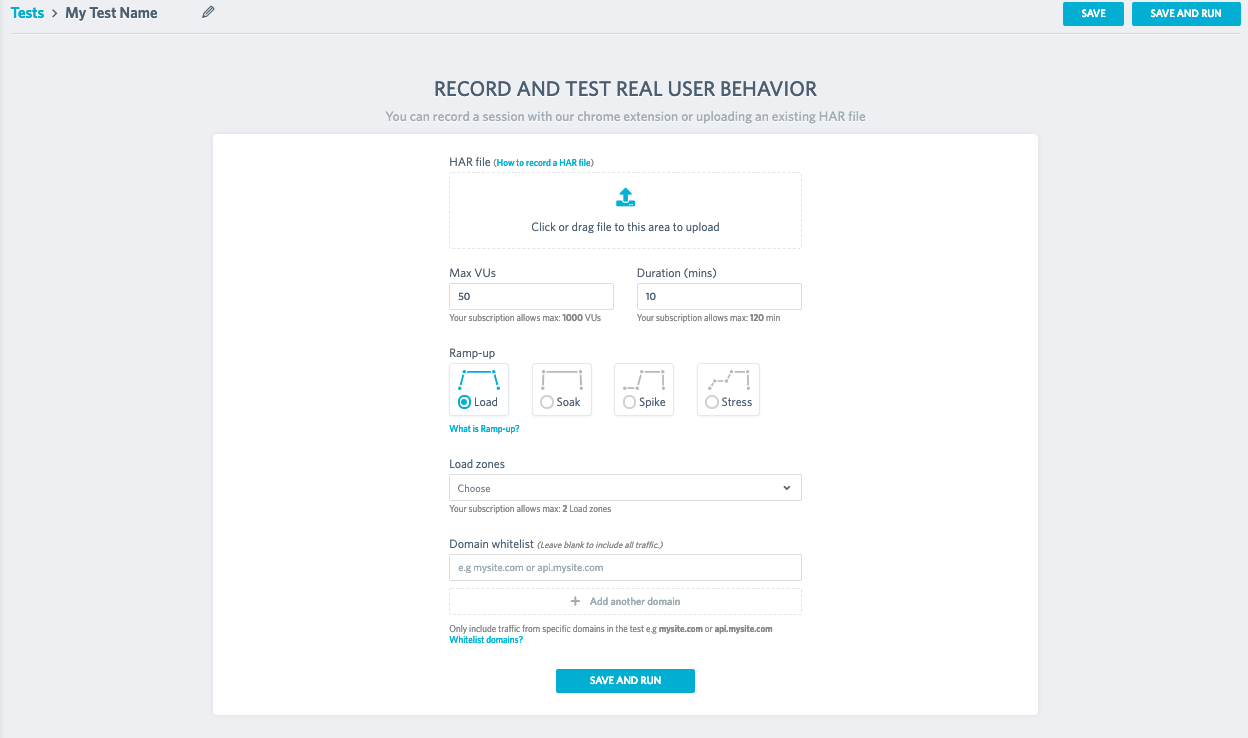 Tests > My Test Name
SAVE
SAVE AND RUN
RECORD AND TEST REAL USER BEHAVIOR
You can record a session with our chrome extension or uploading an existing HAR file
HAR file (How to record a HAR file)
Click or drag file to this area to upload
Max VUs
50
Your subscription allows max: 1000 VUs
Duration (mins)
10
Your subscription allows max: 120 min
Ramp-up
Load
Soak
Spike
Stress
What is Ramp-up?
Load zones
Choose
Your subscription allows max: 2 Load zones
Domain whitelist (Leave blank to include all traffic.)
e.g mysite.com or api.mysite.com
+ Add another domain
Only include traffic from specific domains in the test e.g mysite.com or api.mysite.com
Whitelist domains?
SAVE AND RUN